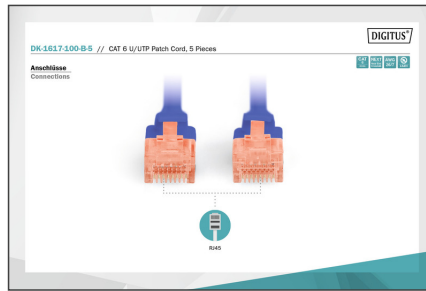 DIGITUS®
DK-1617-100-B-5 // CAT 6 U/UTP Patch Cord, 5 Pieces
Anschlüsse
Connections
RJ45